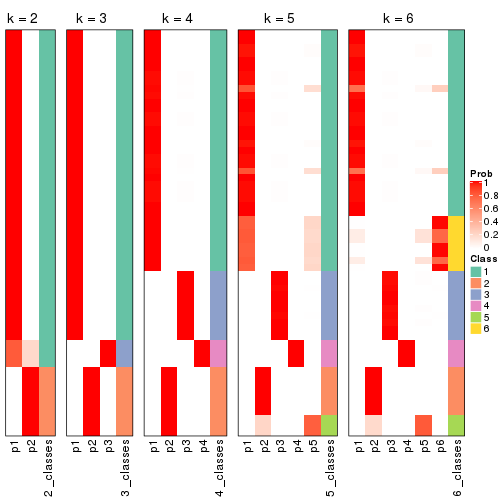 k = 2
k = 3
k = 4
k = 5
k = 6
Prob
1
0.8
0.6
0.4
0.2
0
Class
1
2
3
4
5
6
p1
p2
2_classes
p1
p2
p3
3_classes
p1
p2
p3
p4
4_classes
p1
p2
p3
p4
p5
5_classes
p1
p2
p3
p4
p5
p6
6_classes